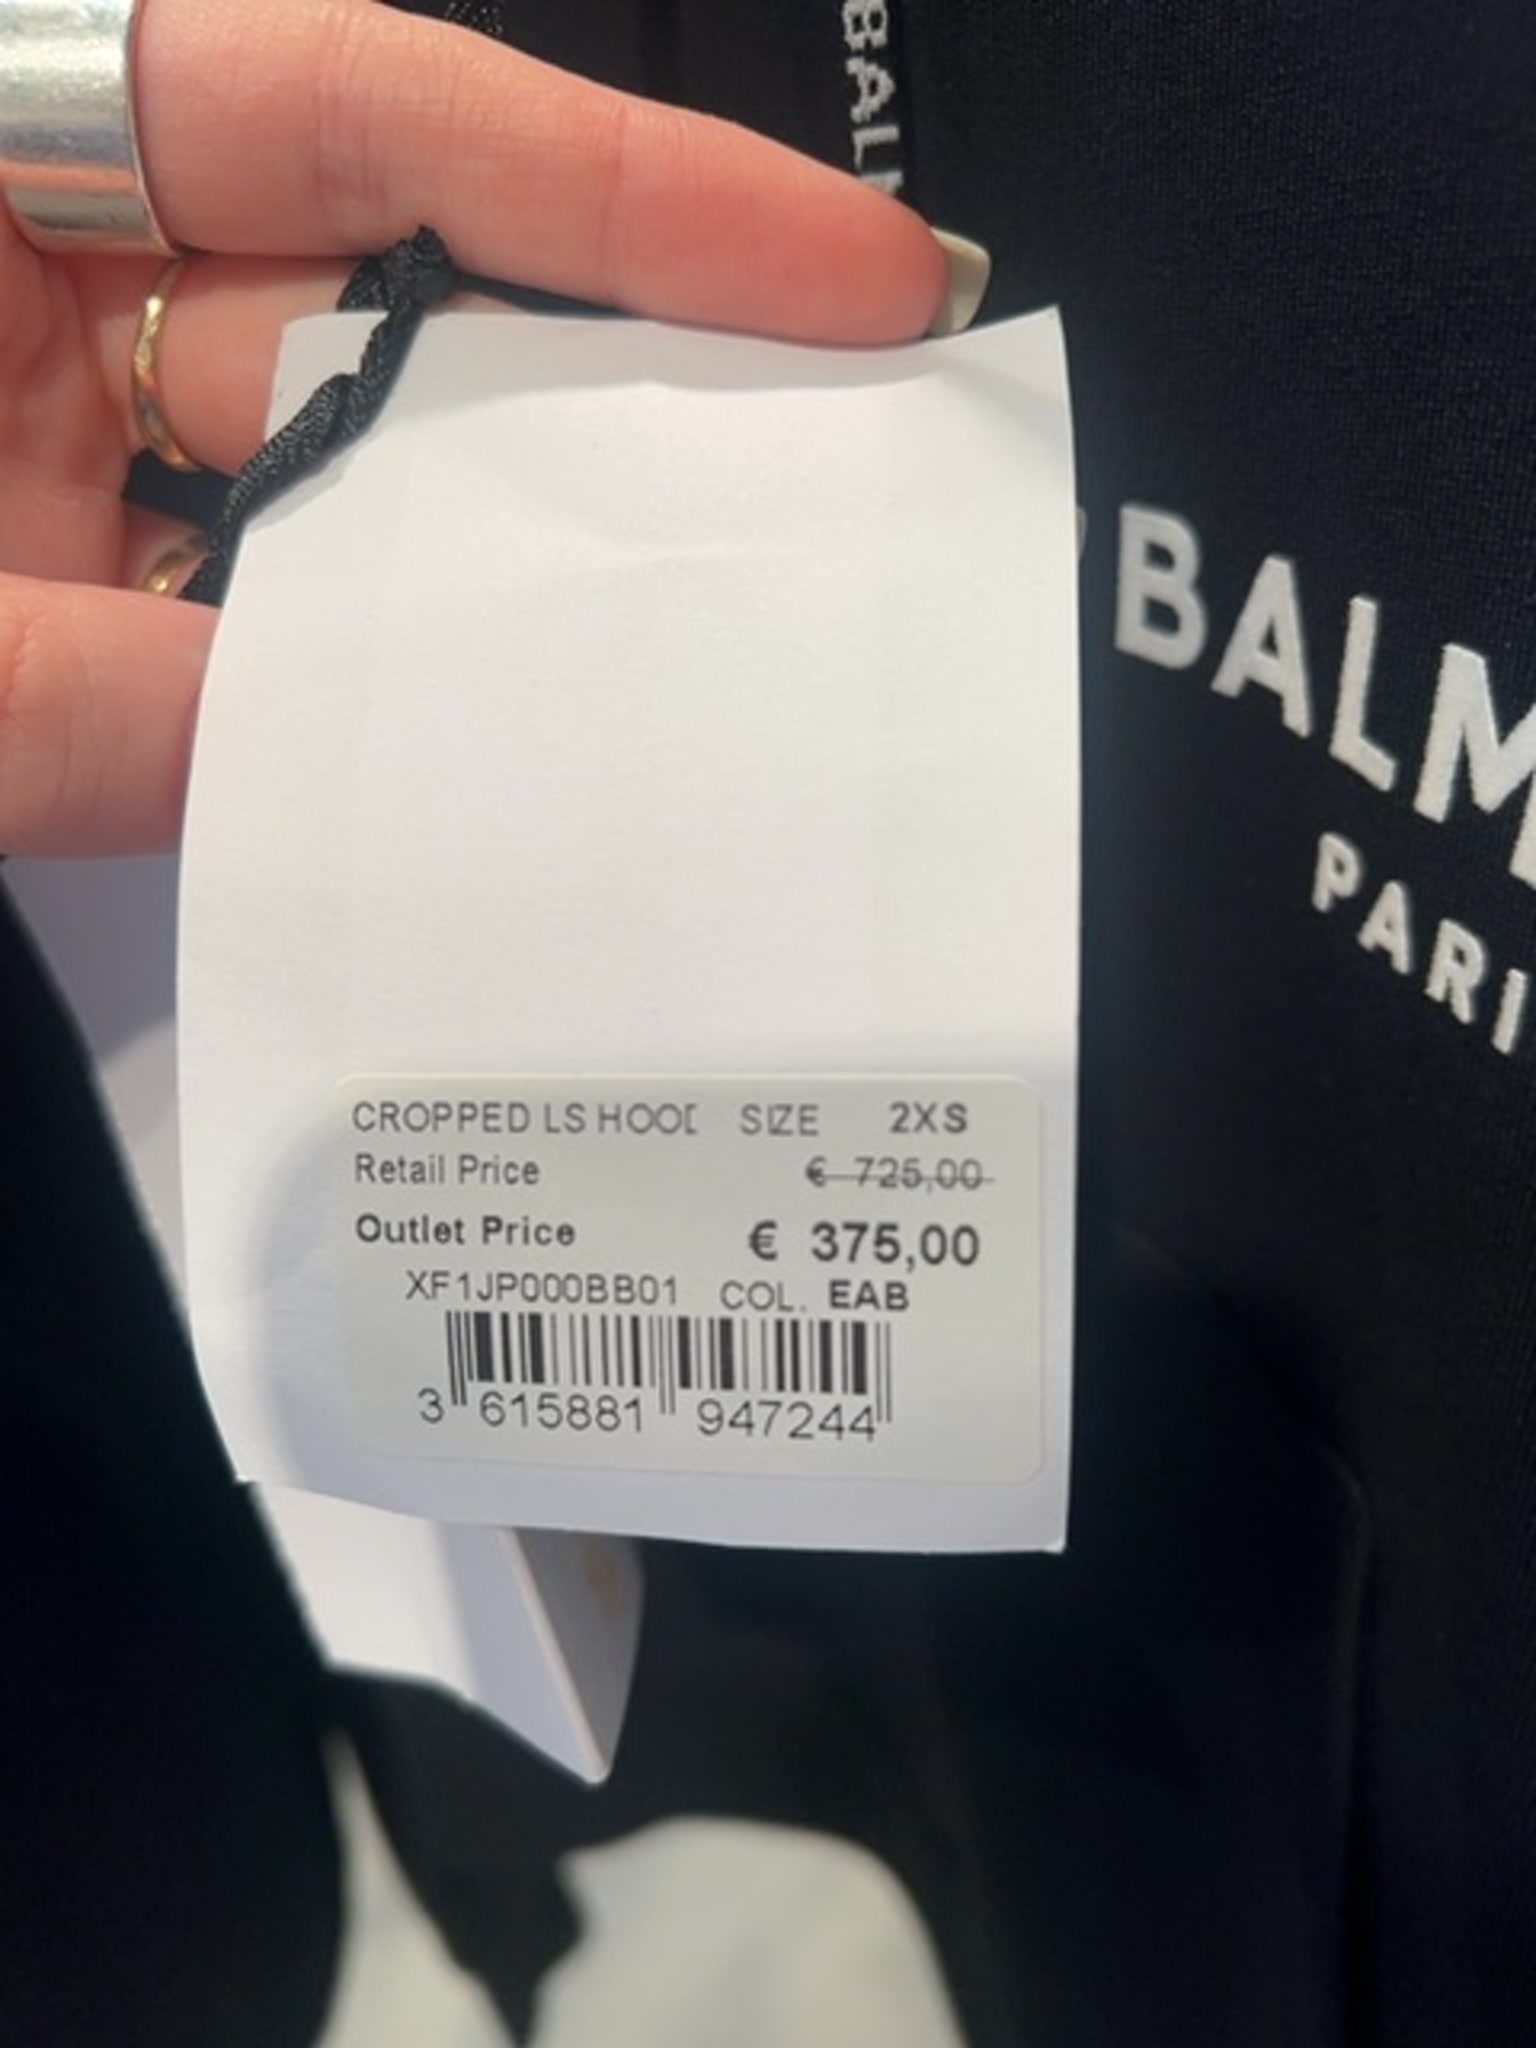 BALM
PARI
CROPPED LS HOOD SIZE 2XS
Retail Price € 725,00
Outlet Price € 375,00
XF1JP000BB01 COL. EAB
3 615881 947244